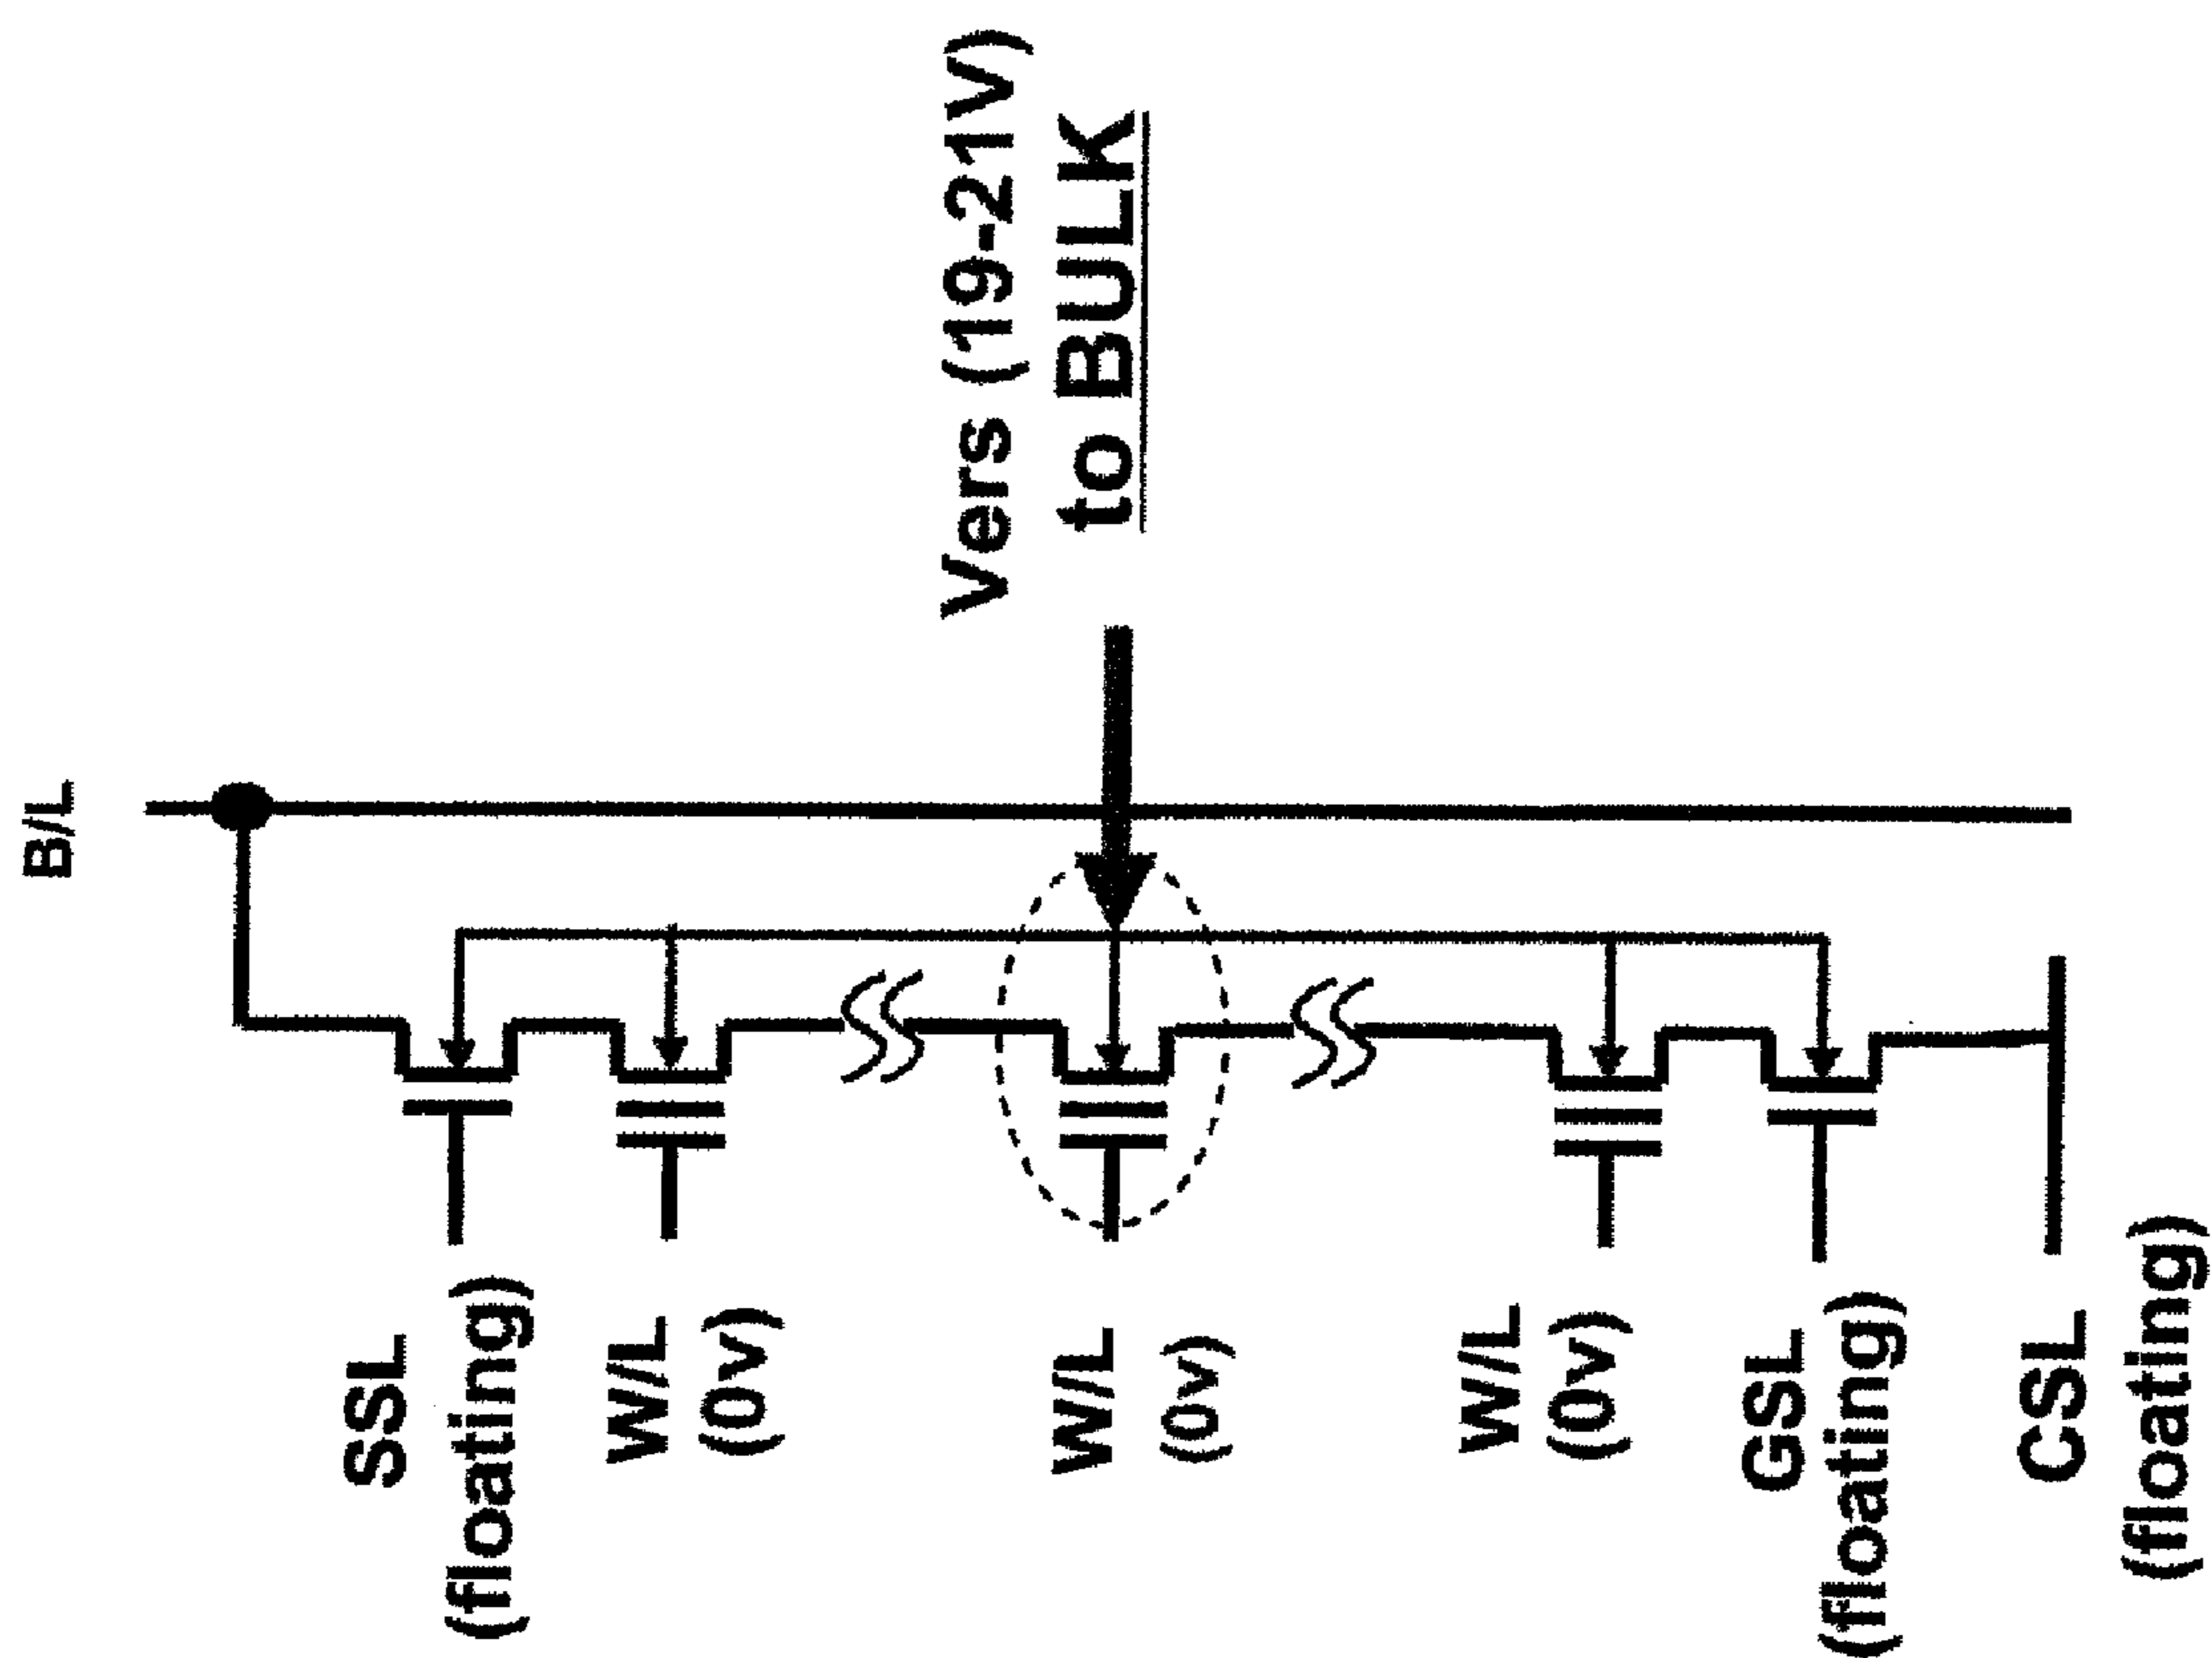 B/L
Vers (19-21V)
to BULK
SSL
(floating)
W/L
(0v)
W/L
(0v)
W/L
(0v)
GSL
(floating)
CSL
(floating)